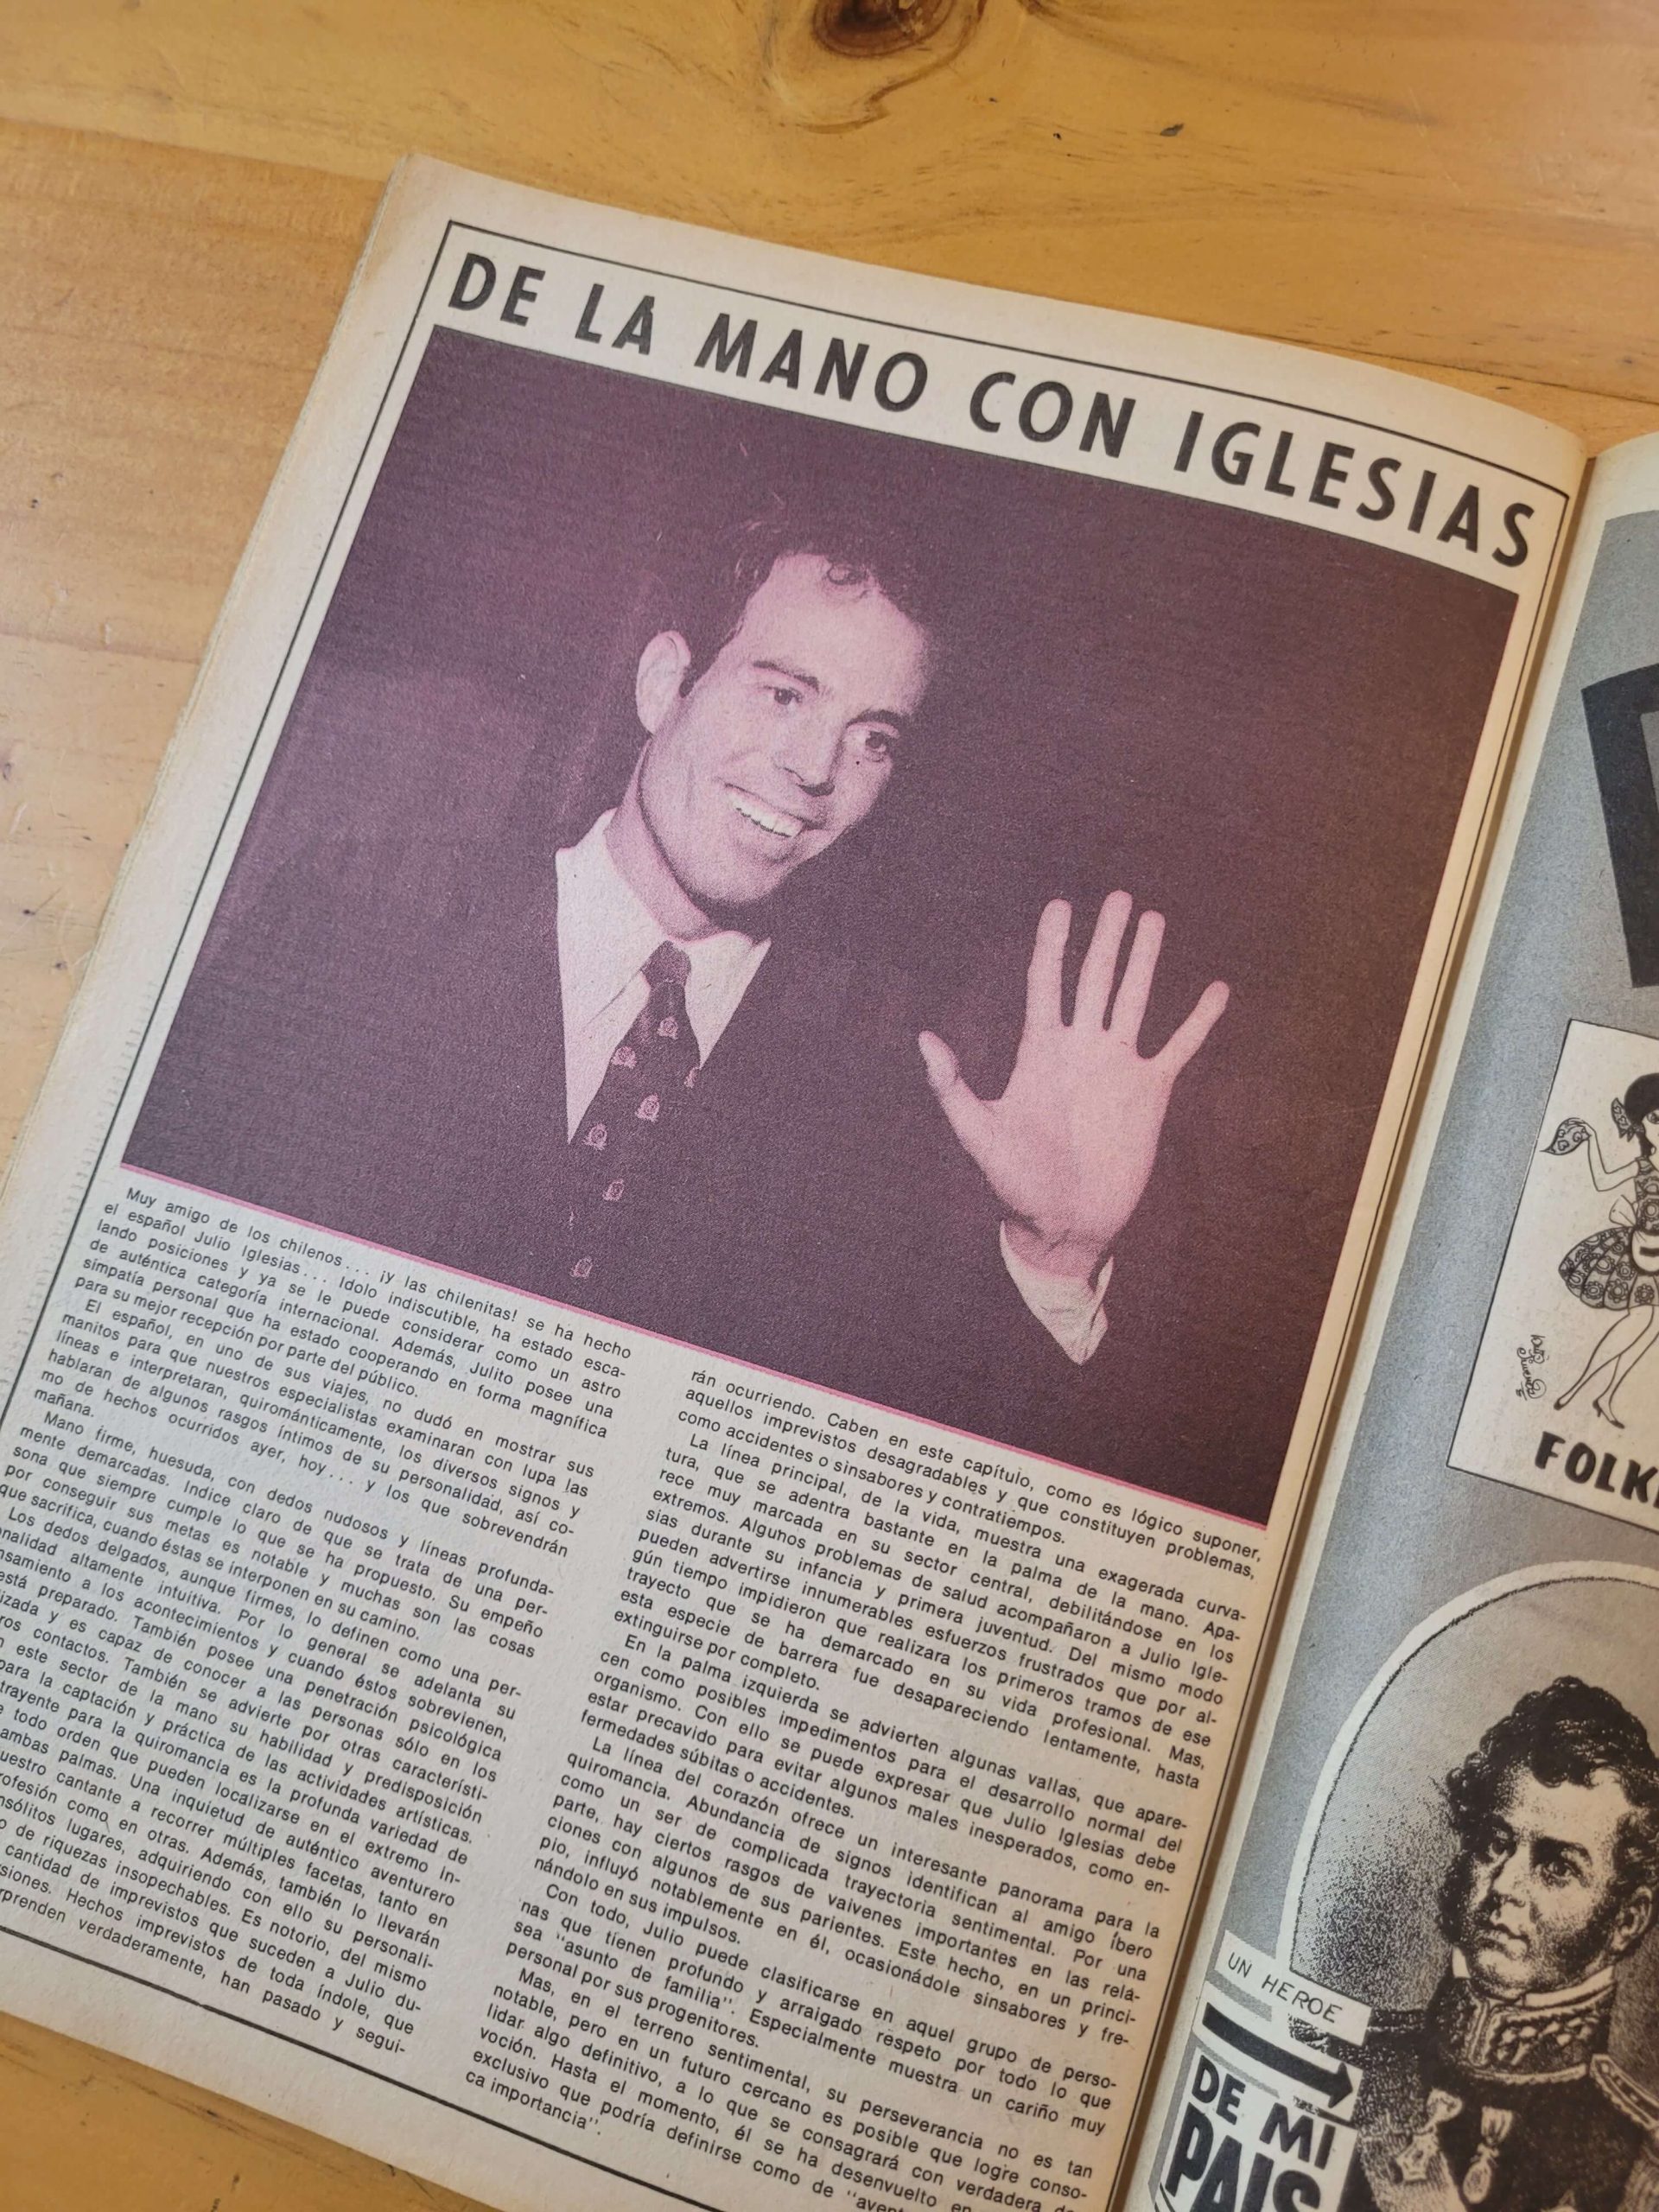 DE LA MANO CON IGLESIAS
Muy amigo de los chilenos... ¡y las chilenitas! se ha hecho
el español Julio Iglesias... Idolo indiscutible, ha estado esca-
lando posiciones y ya se le puede considerar como un astro
de auténtica categoría internacional. Además, Julito posee una
simpatía personal que ha estado cooperando en forma magnífica
para su mejor recepción por parte del público.
El español, en uno de sus viajes, no dudó en mostrar sus
manitos para que nuestros especialistas examinaran con lupa las
líneas e interpretaran, quirománticamente, los diversos signos y
hablaran de algunos rasgos íntimos de su personalidad, así co-
mo de hechos ocurridos ayer, hoy... y los que sobrevendrán
mañana.
Mano firme, huesuda, con dedos nudosos y líneas profunda-
mente demarcadas. Indice claro de que se trata de una per-
sona que siempre cumple lo que se ha propuesto. Su empeño
por conseguir sus metas es notable y muchas son las cosas
que sacrifica, cuando éstas se interponen en su camino.
Los dedos delgados, aunque firmes, lo definen como una per-
altamente intuitiva. Por lo general se adelanta su
a los acontecimientos y cuando éstos sobrevienen,
está preparado. También posee una penetración psicológica
y es capaz de conocer a las personas sólo en los
contactos. También se advierte por otras característi-
este sector de la mano su habilidad y predisposición
para la captación y práctica de las actividades artísticas.
para la quiromancia es la profunda variedad de
todo orden que pueden localizarse en el extremo in-
ambas palmas. Una inquietud de auténtico aventurero
cantante a recorrer múltiples facetas, tanto en
como en otras. Además, también lo llevarán
lugares, adquiriendo con ello su personali-
de riquezas insopechables. Es notorio, del mismo
cantidad de imprevistos que suceden a Julio du-
Hechos imprevistos de toda índole, que
verdaderamente, han pasado y segui-
rán ocurriendo. Caben en este capítulo, como es lógico suponer,
aquellos imprevistos desagradables y que constituyen problemas,
como accidentes o sinsabores y contratiempos.
La línea principal, de la vida, muestra una exagerada curva-
tura, que se adentra bastante en la palma de la mano. Apa-
rece muy marcada en su sector central, debilitándose en los
extremos. Algunos problemas de salud acompañaron a Julio Igle-
sias durante su infancia y primera juventud. Del mismo modo
pueden advertirse innumerables esfuerzos frustrados que por al-
gún tiempo impidieron que realizara los primeros tramos de ese
trayecto que se ha demarcado en su vida profesional. Mas,
esta especie de barrera fue desapareciendo lentamente, hasta
extinguirse por completo.
En la palma izquierda se advierten algunas vallas, que apare-
cen como posibles impedimentos para el desarrollo normal del
organismo. Con ello se puede expresar que Julio Iglesias debe
estar precavido para evitar algunos males inesperados, como en-
fermedades súbitas o accidentes.
La línea del corazón ofrece un interesante panorama para la
quiromancia. Abundancia de signos identifican al amigo íbero
como un ser de complicada trayectoria sentimental. Por una
parte, hay ciertos rasgos de vaivenes importantes en las rela-
ciones con algunos de sus parientes. Este hecho, en un princi-
pio, influyó notablemente en él, ocasionándole sinsabores y fre-
nándolo en sus impulsos.
Con todo, Julio puede clasificarse en aquel grupo de perso-
nas que tienen profundo y arraigado respeto por todo lo que
sea "asunto de familia". Especialmente muestra un cariño muy
personal por sus progenitores.
Mas, en el terreno sentimental, su perseverancia no es tan
notable, pero en un futuro cercano es posible que logre conso-
lidar algo definitivo, a lo que se consagrará con verdadera
voción. Hasta el momento, él se ha desenvuelto en
exclusivo que podría definirse como de
ca importancia".
UN HEROE
DE MI
PAIS